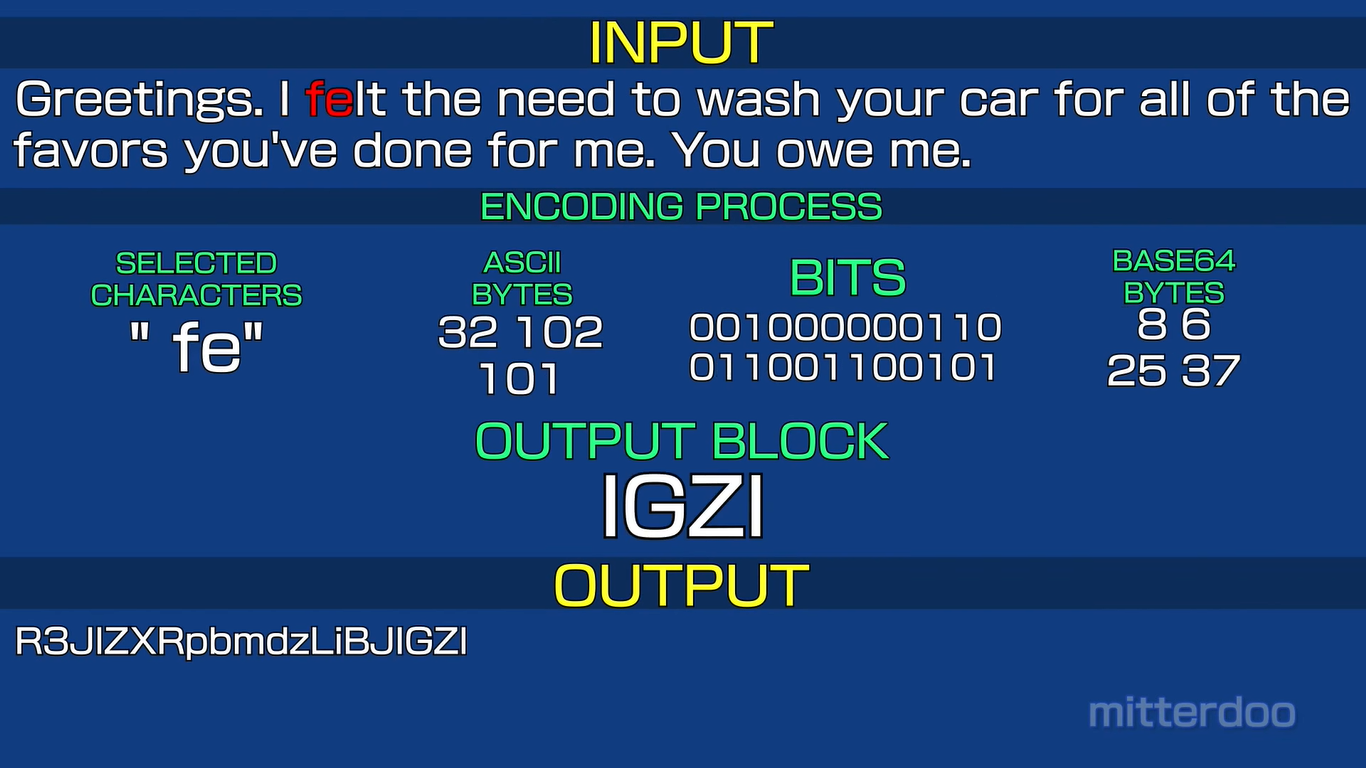 INPUT
Greetings. I felt the need to wash your car for all of the
favors you've done for me. You owe me.
ENCODING PROCESS
SELECTED
CHARACTERS
" fe"
ASCII
BYTES
32 102
101
BITS
001000000110
011001100101
BASE64
BYTES
8 6
25 37
OUTPUT BLOCK
IGZl
OUTPUT
R3JlZXRpbmdzLiBJIGZl
mitterdoo